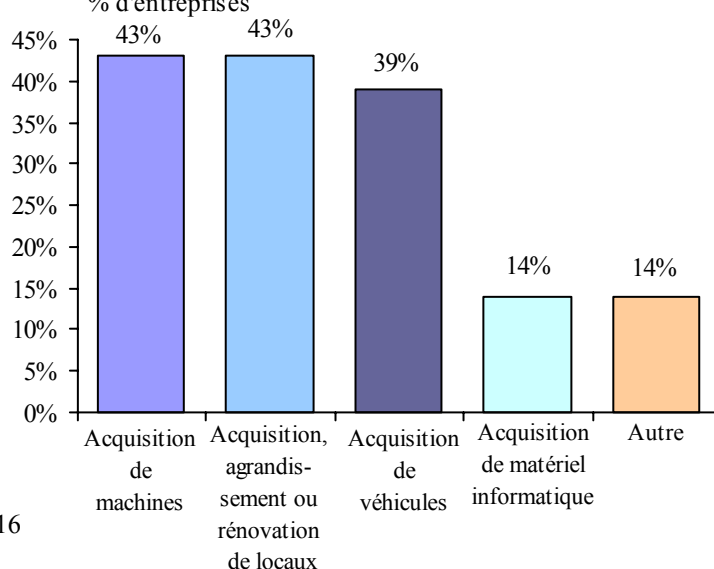 % d'entreprises
43%
43%
39%
14%
14%
45%
40%
35%
30%
25%
20%
15%
10%
5%
0%
Acquisition
de
machines
Acquisition,
agrandis-
sement ou
rénovation
de locaux
Acquisition
de
véhicules
Acquisition
de matériel
informatique
Autre
16